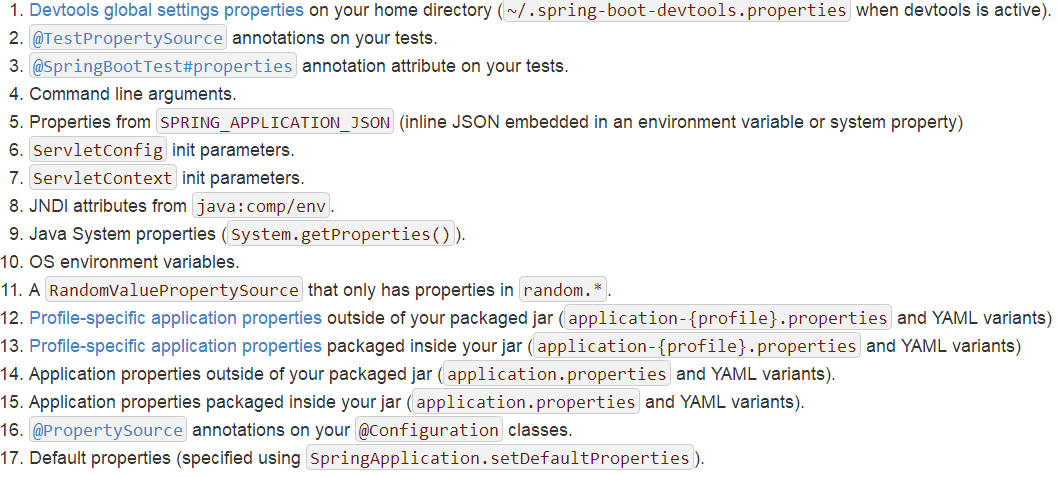 1. Devtools global settings properties on your home directory (~/.spring-boot-devtools.properties when devtools is active).
2. @TestPropertySource annotations on your tests.
3. @SpringBootTest#properties annotation attribute on your tests.
4. Command line arguments.
5. Properties from SPRING_APPLICATION_JSON (inline JSON embedded in an environment variable or system property)
6. ServletConfig init parameters.
7. ServletContext init parameters.
8. JNDI attributes from java:comp/env.
9. Java System properties (System.getProperties()).
10. OS environment variables.
11. A RandomValuePropertySource that only has properties in random.*.
12. Profile-specific application properties outside of your packaged jar (application-{profile}.properties and YAML variants)
13. Profile-specific application properties packaged inside your jar (application-{profile}.properties and YAML variants)
14. Application properties outside of your packaged jar (application.properties and YAML variants).
15. Application properties packaged inside your jar (application.properties and YAML variants).
16. @PropertySource annotations on your @Configuration classes.
17. Default properties (specified using SpringApplication.setDefaultProperties).